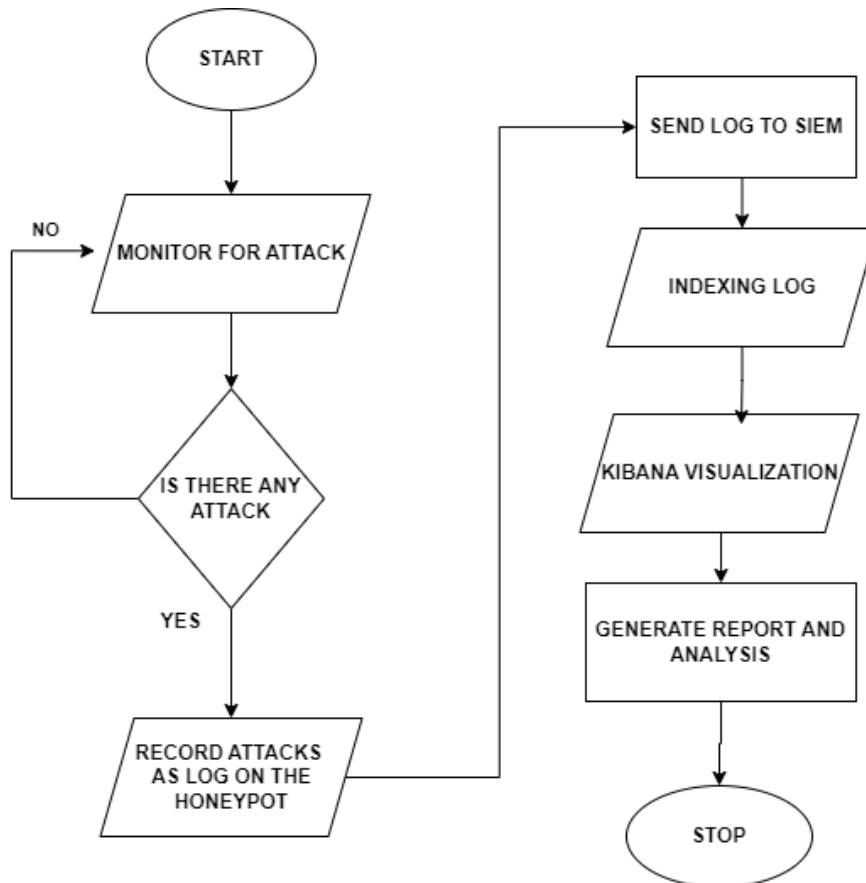 START
NO
MONITOR FOR ATTACK
IS THERE ANY
ATTACK
YES
RECORD ATTACKS
AS LOG ON THE
HONEYPOT
SEND LOG TO SIEM
INDEXING LOG
KIBANA VISUALIZATION
GENERATE REPORT AND
ANALYSIS
STOP